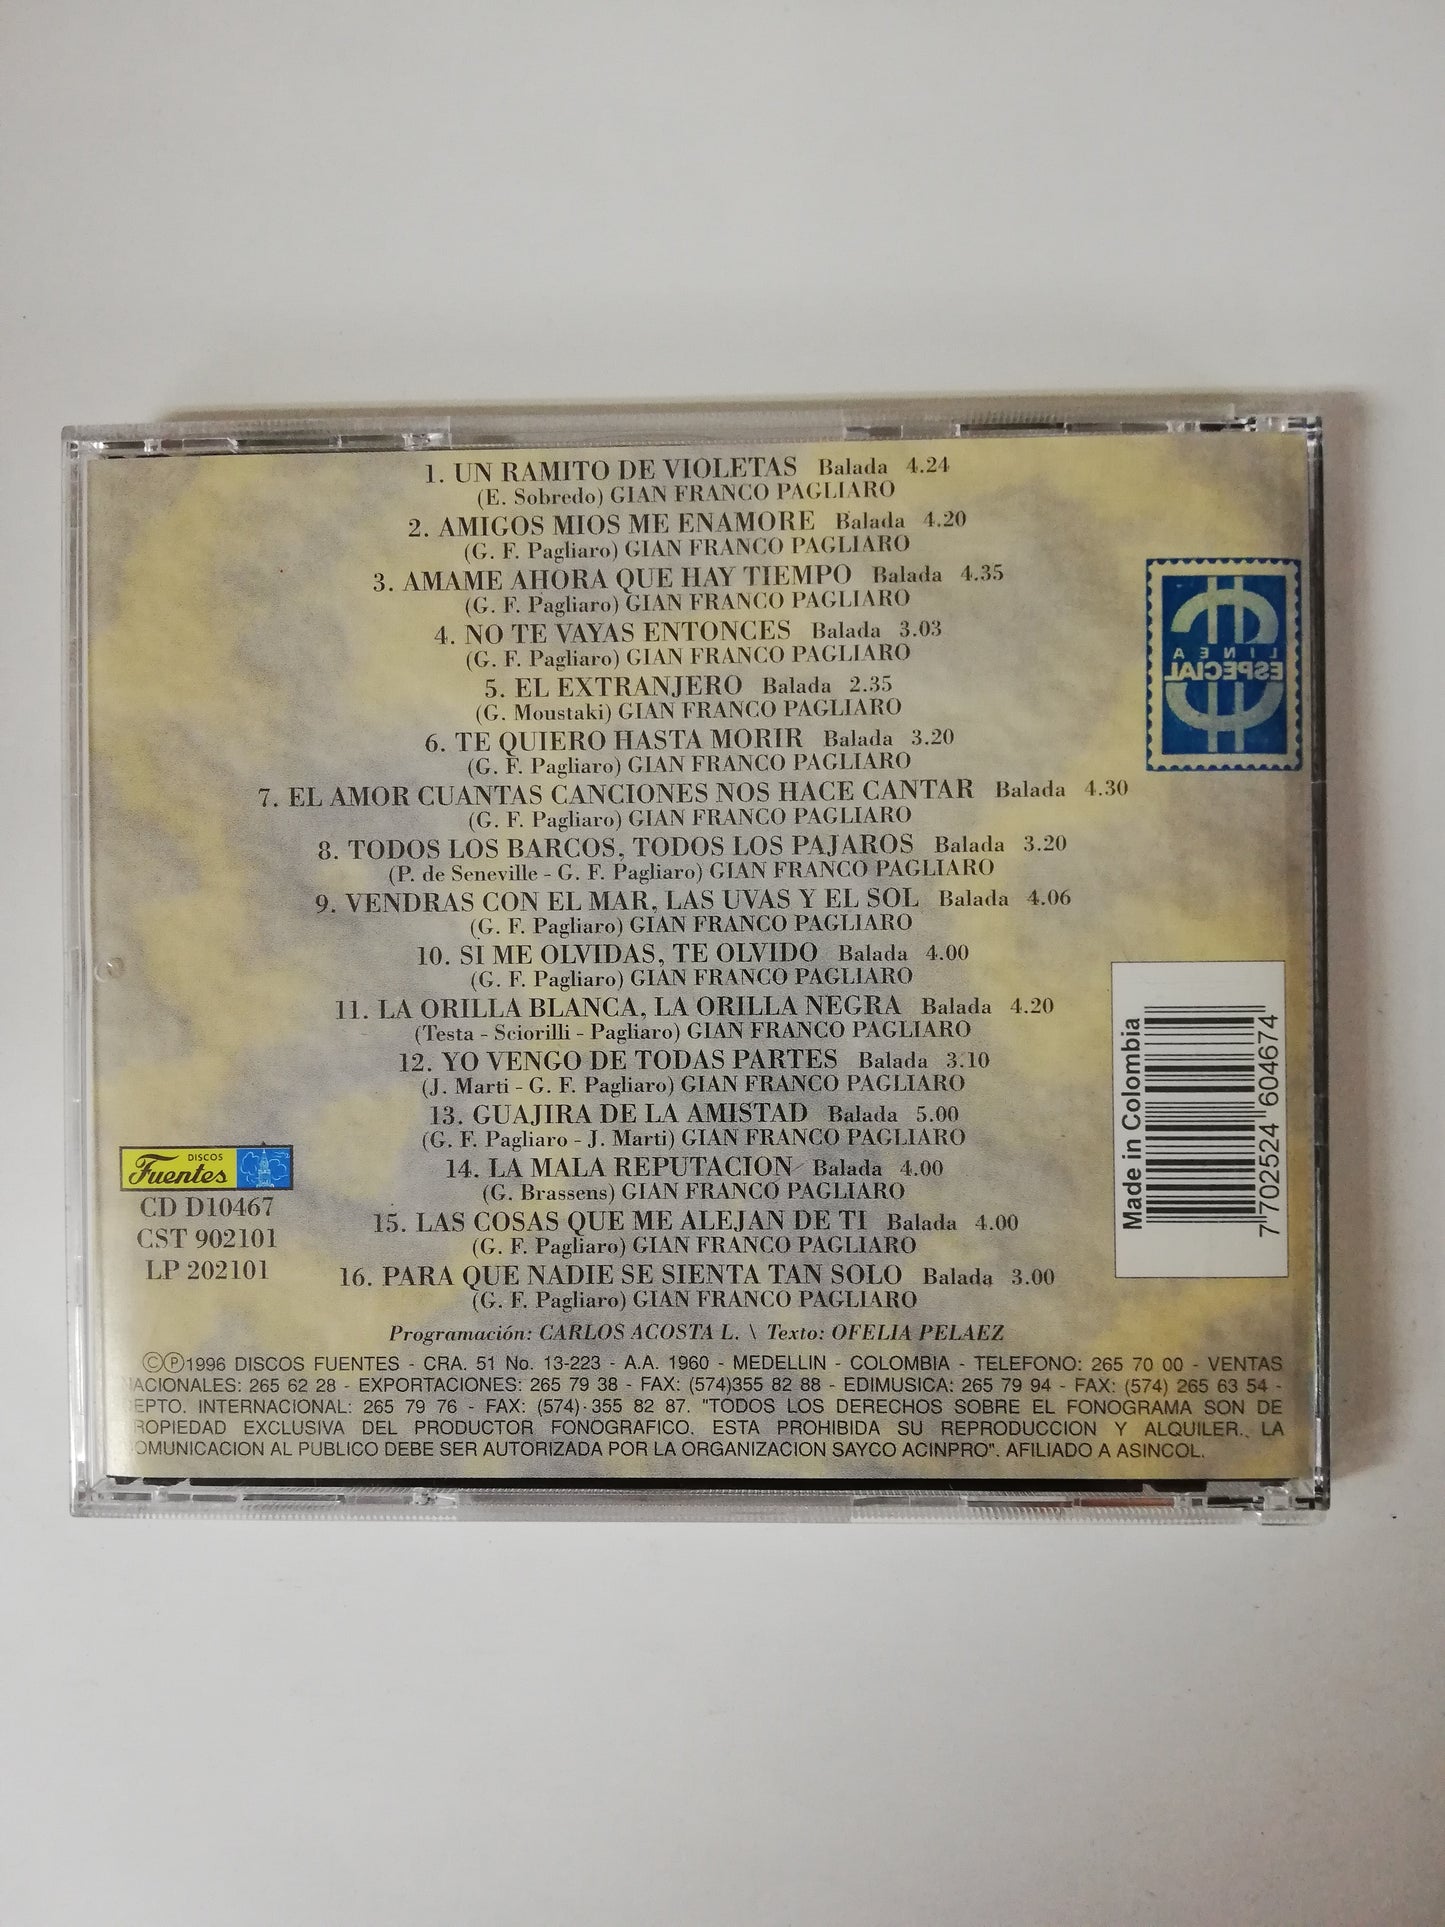 1. UN RAMITO DE VIOLETAS Balada 4.24
(E. Sobredo) GIAN FRANCO PAGLIARO
2. AMIGOS MIOS ME ENAMORE Balada 4.20
(G. F. Pagliaro) GIAN FRANCO PAGLIARO
3. AMAME AHORA QUE HAY TIEMPO Balada 4.35
(G. F. Pagliaro) GIAN FRANCO PAGLIARO
4. NO TE VAYAS ENTONCES Balada 3.03
(G. F. Pagliaro) GIAN FRANCO PAGLIARO
5. EL EXTRANJERO Balada 2.35
(G. Moustaki) GIAN FRANCO PAGLIARO
6. TE QUIERO HASTA MORIR Balada 3.20
(G. F. Pagliaro) GIAN FRANCO PAGLIARO
7. EL AMOR CUANTAS CANCIONES NOS HACE CANTAR Balada 4.30
(G. F. Pagliaro) GIAN FRANCO PAGLIARO
8. TODOS LOS BARCOS, TODOS LOS PAJAROS Balada 3.20
(P. de Seneville - G. F. Pagliaro) GIAN FRANCO PAGLIARO
9. VENDRAS CON EL MAR, LAS UVAS Y EL SOL Balada 4.06
(G. F. Pagliaro) GIAN FRANCO PAGLIARO
10. SI ME OLVIDAS, TE OLVIDO Balada 4.00
(G. F. Pagliaro) GIAN FRANCO PAGLIARO
11. LA ORILLA BLANCA, LA ORILLA NEGRA Balada 4.20
(Testa - Sciorilli - Pagliaro) GIAN FRANCO PAGLIARO
12. YO VENGO DE TODAS PARTES Balada 3.10
(J. Marti - G. F. Pagliaro) GIAN FRANCO PAGLIARO
13. GUAJIRA DE LA AMISTAD Balada 5.00
(G. F. Pagliaro - J. Marti) GIAN FRANCO PAGLIARO
14. LA MALA REPUTACION Balada 4.00
(G. Brassens) GIAN FRANCO PAGLIARO
15. LAS COSAS QUE ME ALEJAN DE TI Balada 4.00
(G. F. Pagliaro) GIAN FRANCO PAGLIARO
16. PARA QUE NADIE SE SIENTA TAN SOLO Balada 3.00
(G. F. Pagliaro) GIAN FRANCO PAGLIARO
Programación: CARLOS ACOSTA L. \ Texto: OFELIA PELAEZ
LINEA
ESPECIAL
Made in Colombia
7 702524 604674
DISCOS
Fuentes
CD D10467
CST 902101
LP 202101
©℗1996 DISCOS FUENTES - CRA. 51 No. 13-223 - A.A. 1960 - MEDELLIN - COLOMBIA - TELEFONO: 265 70 00 - VENTAS
NACIONALES: 265 62 28 - EXPORTACIONES: 265 79 38 - FAX: (574)355 82 88 - EDIMUSICA: 265 79 94 - FAX: (574) 265 63 54 -
DEPTO. INTERNACIONAL: 265 79 76 - FAX: (574) 355 82 87. "TODOS LOS DERECHOS SOBRE EL FONOGRAMA SON DE
PROPIEDAD EXCLUSIVA DEL PRODUCTOR FONOGRAFICO. ESTA PROHIBIDA SU REPRODUCCION Y ALQUILER. LA
COMUNICACION AL PUBLICO DEBE SER AUTORIZADA POR LA ORGANIZACION SAYCO ACINPRO". AFILIADO A ASINCOL.